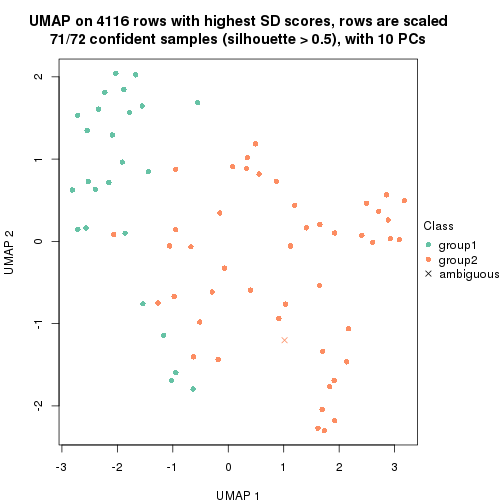 UMAP on 4116 rows with highest SD scores, rows are scaled
71/72 confident samples (silhouette > 0.5), with 10 PCs
2
1
0
-1
-2
UMAP 2
-3
-2
-1
0
1
2
3
UMAP 1
Class
group1
group2
ambiguous